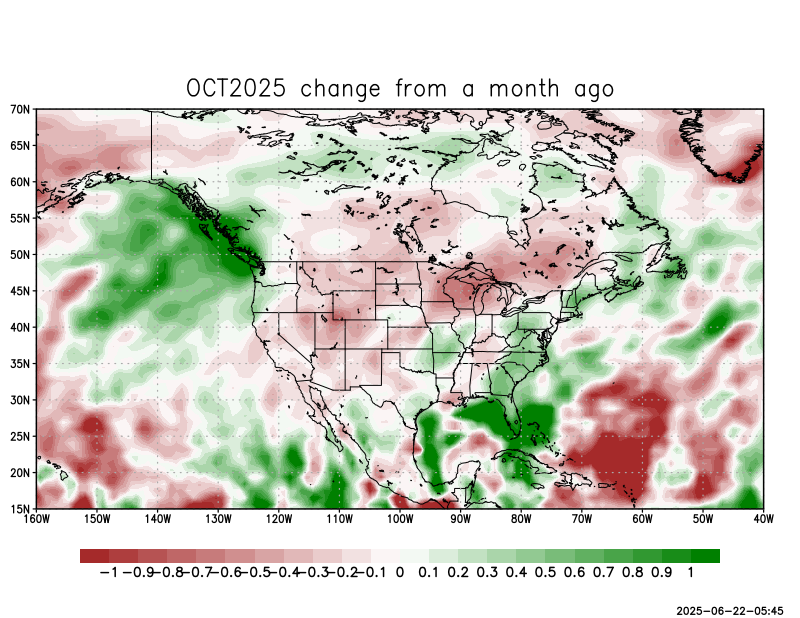 OCT2025 change from a month ago
70N
65N
60N
55N
50N
45N
40N
35N
30N
25N
20N
15N
160W 150W 140W 130W 120W 110W 100W 90W 80W 70W 60W 50W 40W
-1 -0.9 -0.8 -0.7 -0.6 -0.5 -0.4 -0.3 -0.2 -0.1 0 0.1 0.2 0.3 0.4 0.5 0.6 0.7 0.8 0.9 1
2025-06-22-05:45